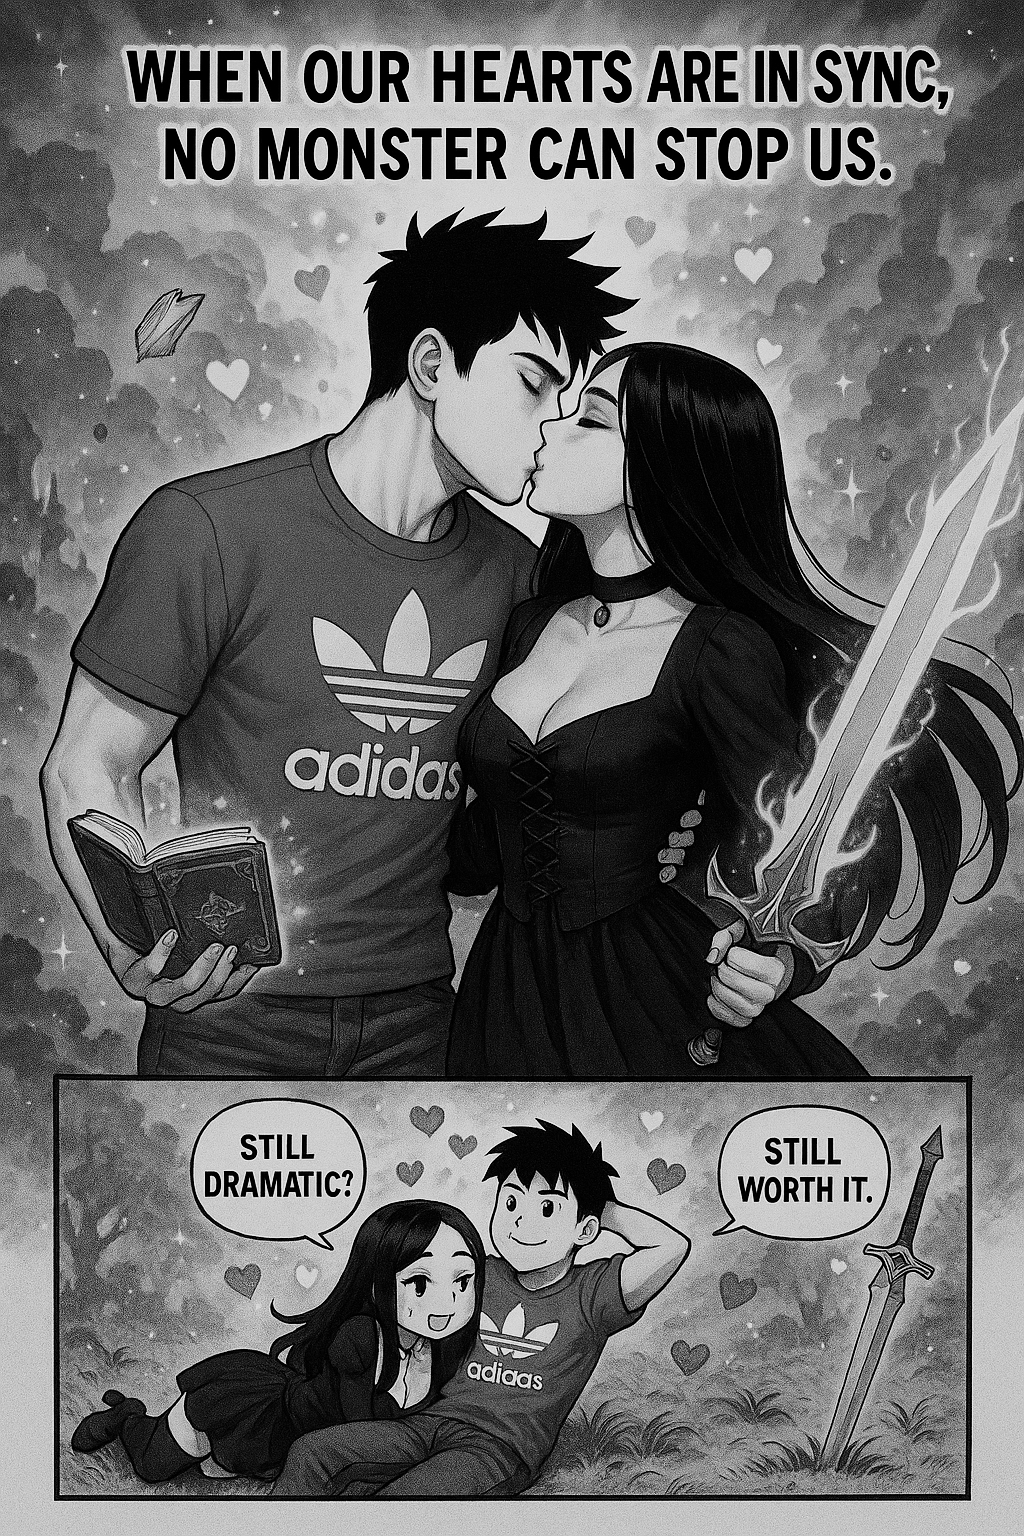 WHEN OUR HEARTS ARE IN SYNC,
NO MONSTER CAN STOP US.
adidas
STILL
DRAMATIC?
STILL
WORTH IT.
adiaas